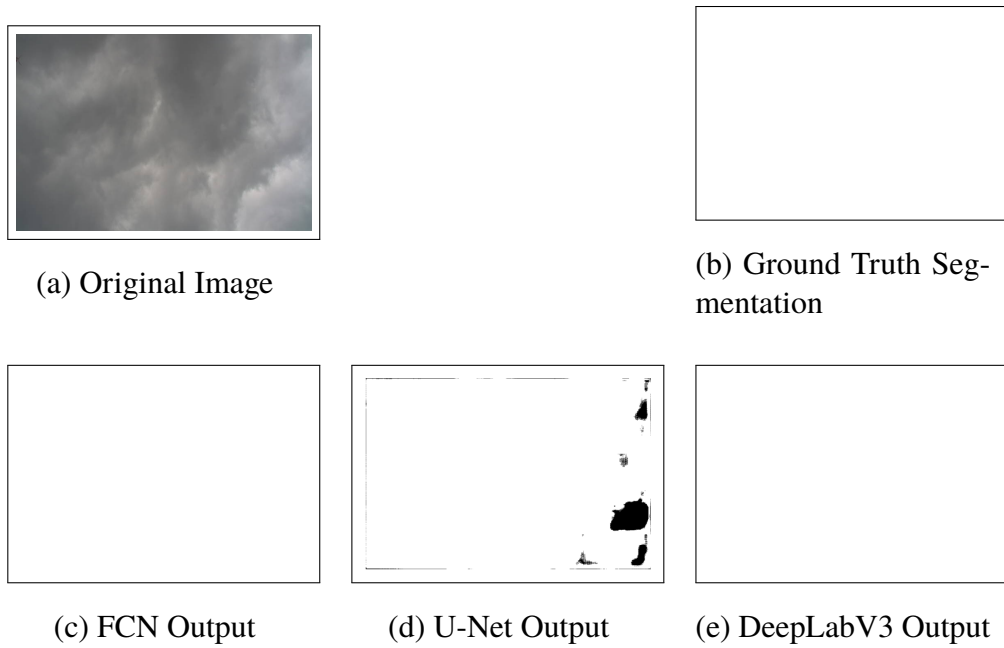 (a) Original Image
(b) Ground Truth Seg-
mentation
(c) FCN Output
(d) U-Net Output
(e) DeepLabV3 Output